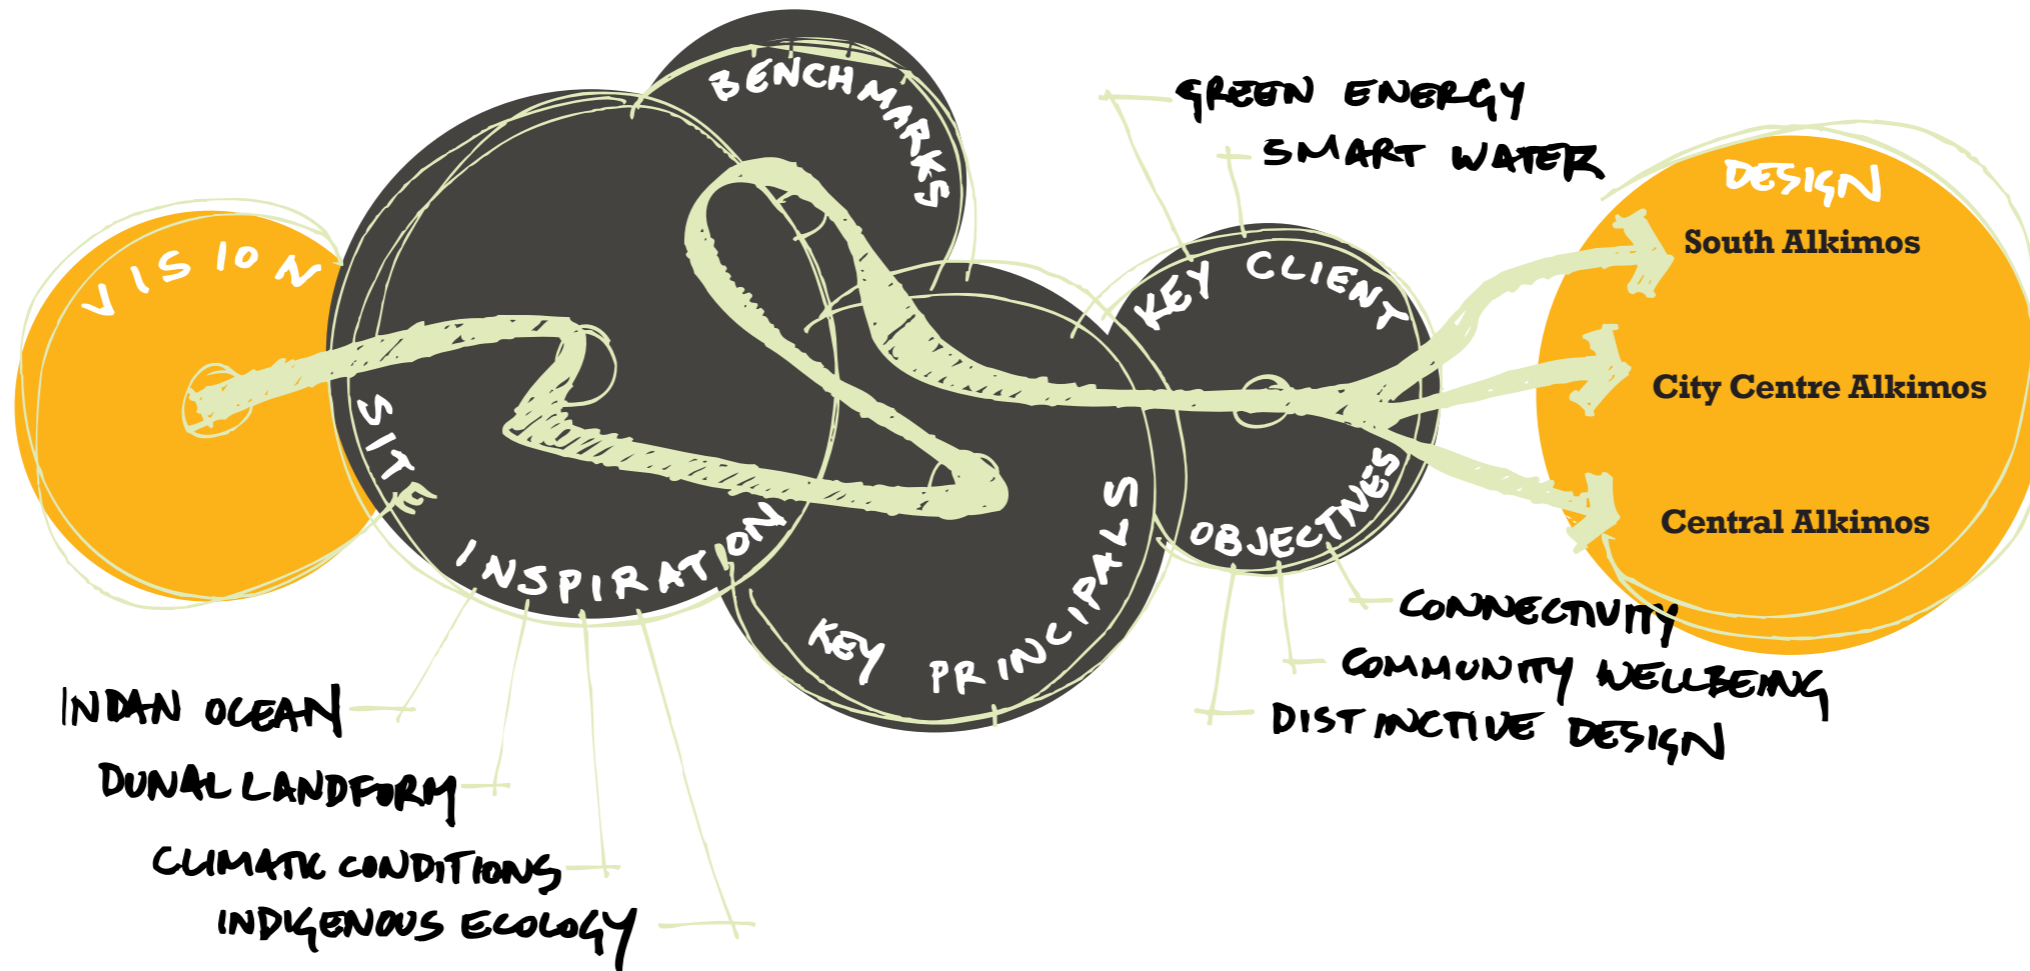 VISION
SITE
INSPIRATION
INDAN OCEAN
DUNAL LANDFORM
CLIMATIC CONDITIONS
INDIGENOUS ECOLOGY
BENCHMARKS
KEY PRINCIPALS
KEY CLIENT
OBJECTIVES
GREEN ENERGY
SMART WATER
CONNECTIVITY
COMMUNITY WELLBEING
DISTINCTIVE DESIGN
DESIGN
South Alkimos
City Centre Alkimos
Central Alkimos